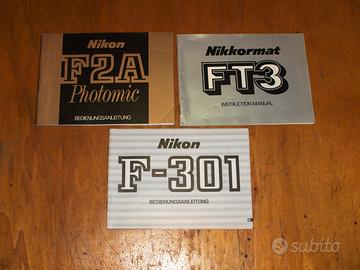 Nikon
F2A
Photomic
BEDIENUNGSANLEITUNG
Nikkormat
FT3
INSTRUCTION MANUAL
Nikon
F-301
BEDIENUNGSANLEITUNG
subito